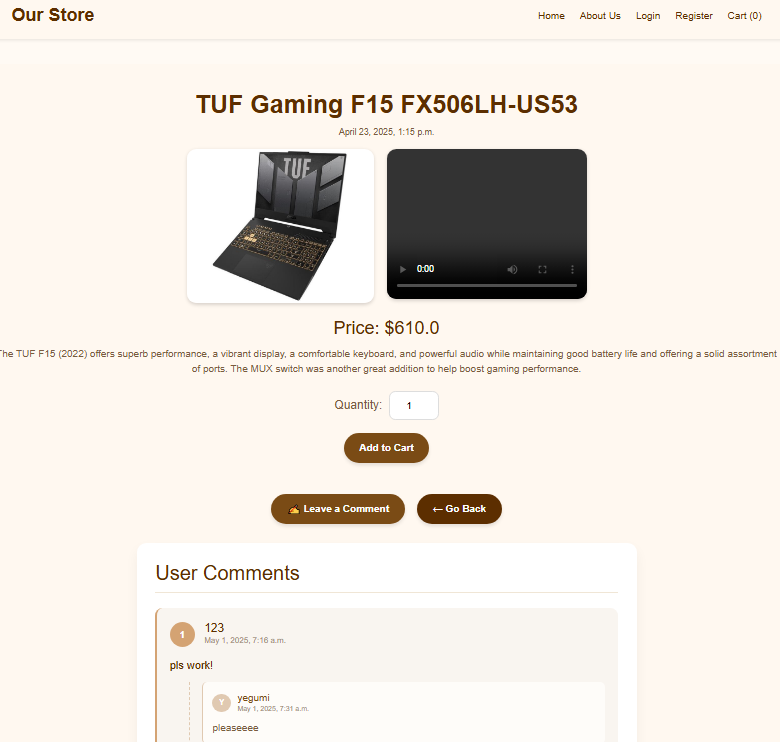 Our Store
Home About Us Login Register Cart (0)
TUF Gaming F15 FX506LH-US53
April 23, 2025, 1:15 p.m.
TUF
0:00
Price: $610.0
The TUF F15 (2022) offers superb performance, a vibrant display, a comfortable keyboard, and powerful audio while maintaining good battery life and offering a solid assortment
of ports. The MUX switch was another great addition to help boost gaming performance.
Quantity: 1
Add to Cart
✍ Leave a Comment
← Go Back
User Comments
1
123
May 1, 2025, 7:16 a.m.
pls work!
Y
yegumi
May 1, 2025, 7:31 a.m.
pleaseeee